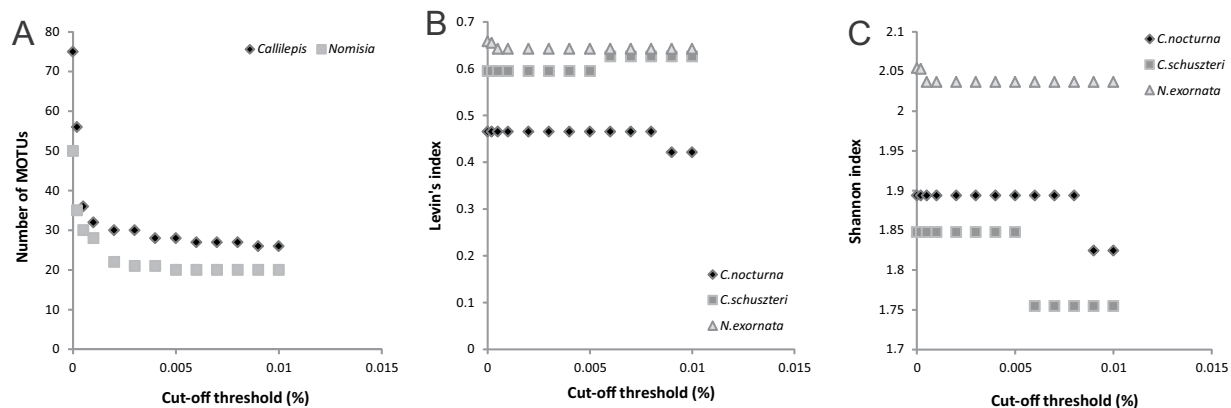 A
Number of MOTUs
80
70
60
50
40
30
20
10
0
0
0.005
0.01
0.015
Cut-off threshold (%)
Callilepis
Nomisia
B
Levin's index
0.7
0.6
0.5
0.4
0.3
0.2
0.1
0
0
0.005
0.01
0.015
Cut-off threshold (%)
C.nocturna
C.schuszteri
N.exornata
C
Shannon index
2.1
2.05
2
1.95
1.9
1.85
1.8
1.75
1.7
0
0.005
0.01
0.015
Cut-off threshold (%)
C.nocturna
C.schuszteri
N.exornata